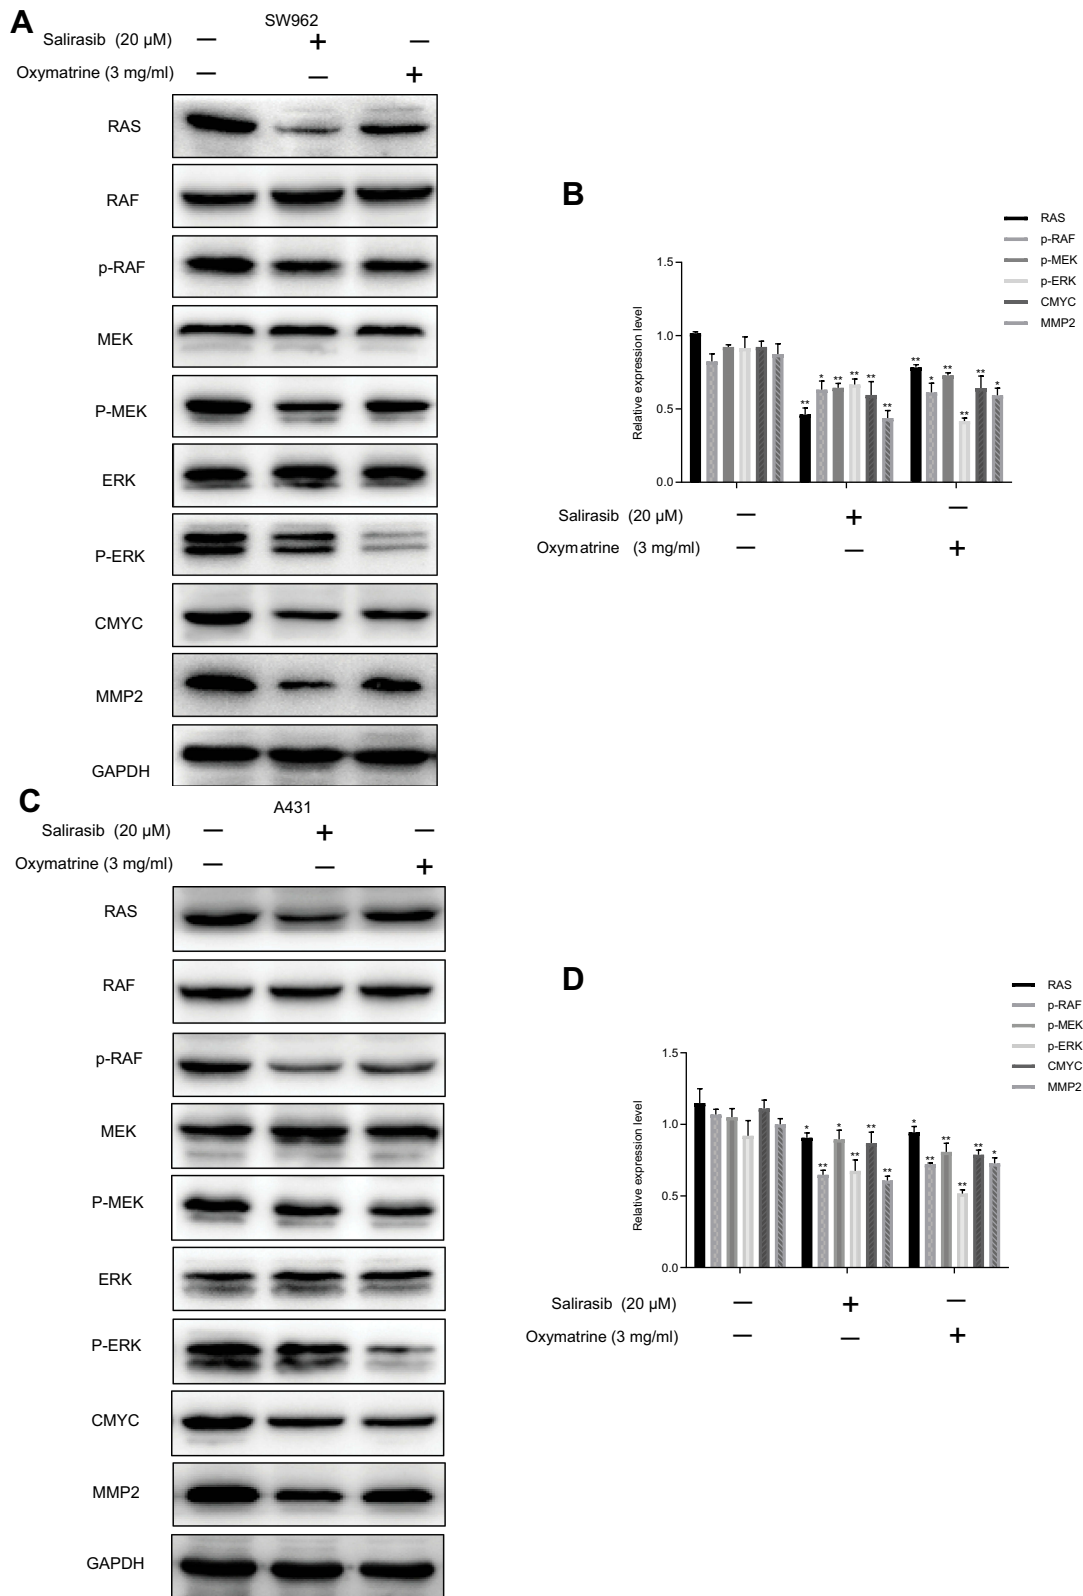 A
SW962
Salirasib (20 µM) — + —
Oxymatrine (3 mg/ml) — — +
RAS
RAF
p-RAF
MEK
P-MEK
ERK
P-ERK
CMYC
MMP2
GAPDH
B
RAS
p-RAF
p-MEK
p-ERK
CMYC
MMP2
Relative expression level
1.5
1.0
0.5
0.0
** * ** ** ** **
** * ** ** ** *
Salirasib (20 µM) — + —
Oxymatrine (3 mg/ml) — — +
C
A431
Salirasib (20 µM) — + —
Oxymatrine (3 mg/ml) — — +
RAS
RAF
p-RAF
MEK
P-MEK
ERK
P-ERK
CMYC
MMP2
GAPDH
D
RAS
p-RAF
p-MEK
p-ERK
CMYC
MMP2
Relative expression level
1.5
1.0
0.5
0.0
* ** * ** ** **
* ** ** ** ** *
Salirasib (20 µM) — + —
Oxymatrine (3 mg/ml) — — +